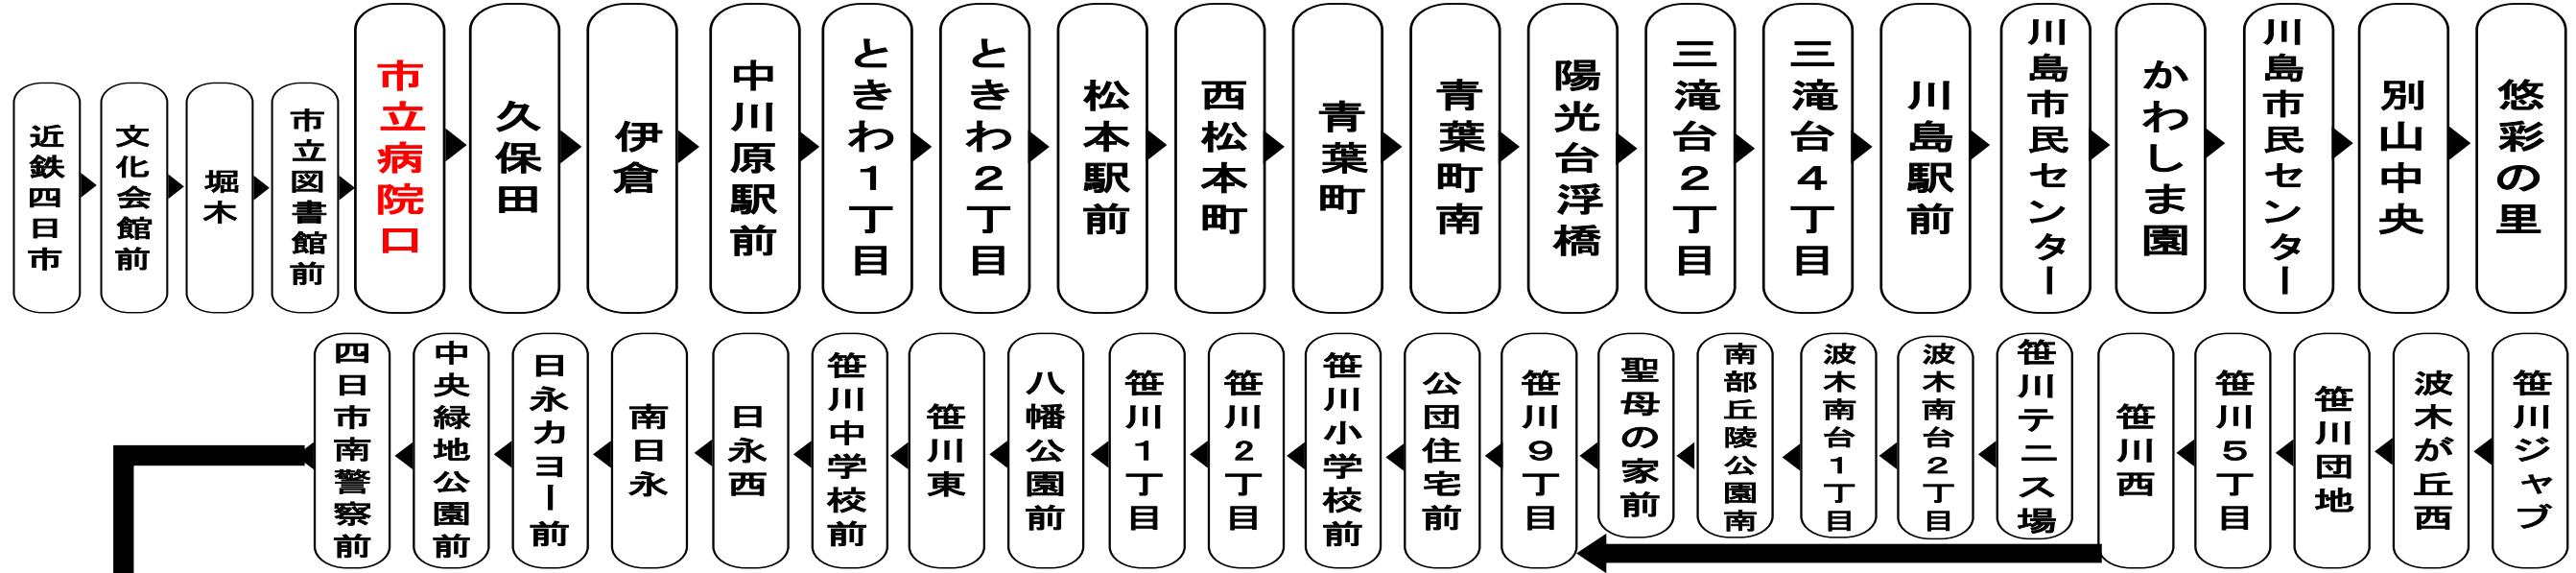 近鉄四日市
文化会館前
堀木
市立図書館前
市立病院口
久保田
伊倉
中川原駅前
ときわ1丁目
ときわ2丁目
松本駅前
西松本町
青葉町
青葉町南
陽光台浮橋
三滝台2丁目
三滝台4丁目
川島駅前
川島市民センター
かわしま園
川島市民センター
別山中央
悠彩の里
四日市南警察前
中央緑地公園前
日永カヨー前
南日永
日永西
笹川中学校前
笹川東
八幡公園前
笹川1丁目
笹川2丁目
笹川小学校前
公団住宅前
笹川9丁目
聖母の家前
南部丘陵公園南
波木南台1丁目
波木南台2丁目
笹川テニス場
笹川西
笹川5丁目
笹川団地
波木が丘西
笹川ジャブ